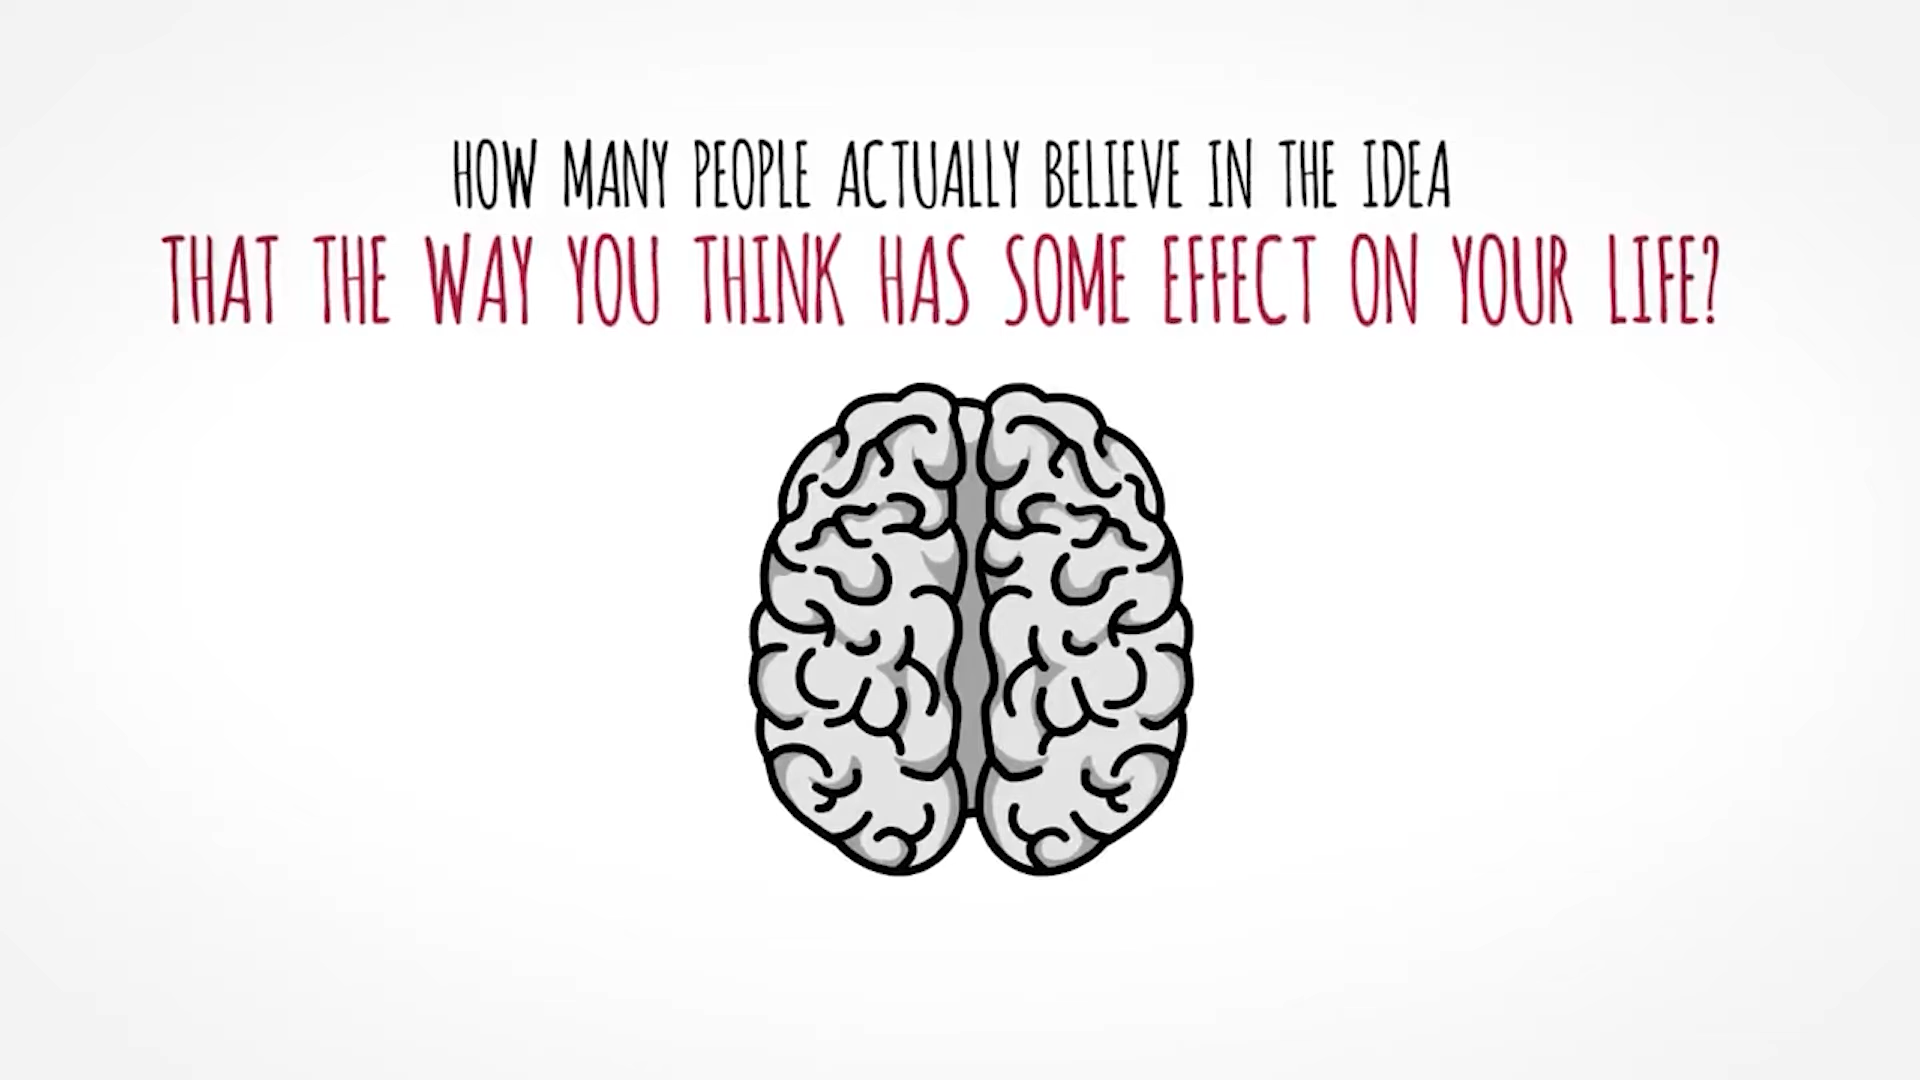 HOW MANY PEOPLE ACTUALLY BELIEVE IN THE IDEA
THAT THE WAY YOU THINK HAS SOME EFFECT ON YOUR LIFE?